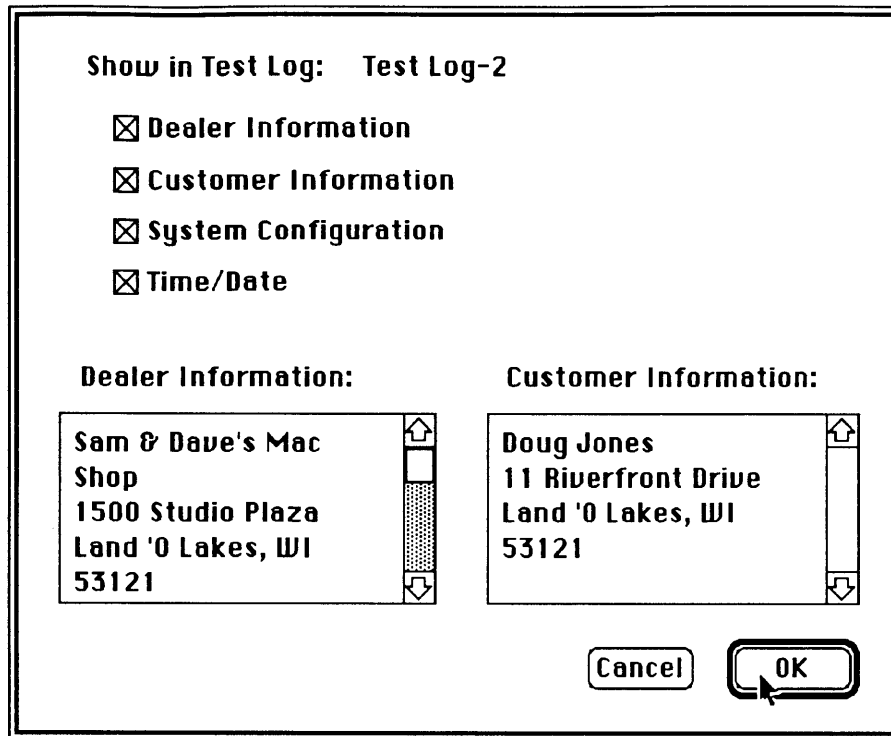 Show in Test Log: Test Log-2
Dealer Information
Customer Information
System Configuration
Time/Date
Dealer Information:
Sam & Dave's Mac
Shop
1500 Studio Plaza
Land 'O Lakes, WI
53121
Customer Information:
Doug Jones
11 Riverfront Drive
Land 'O Lakes, WI
53121
Cancel
OK